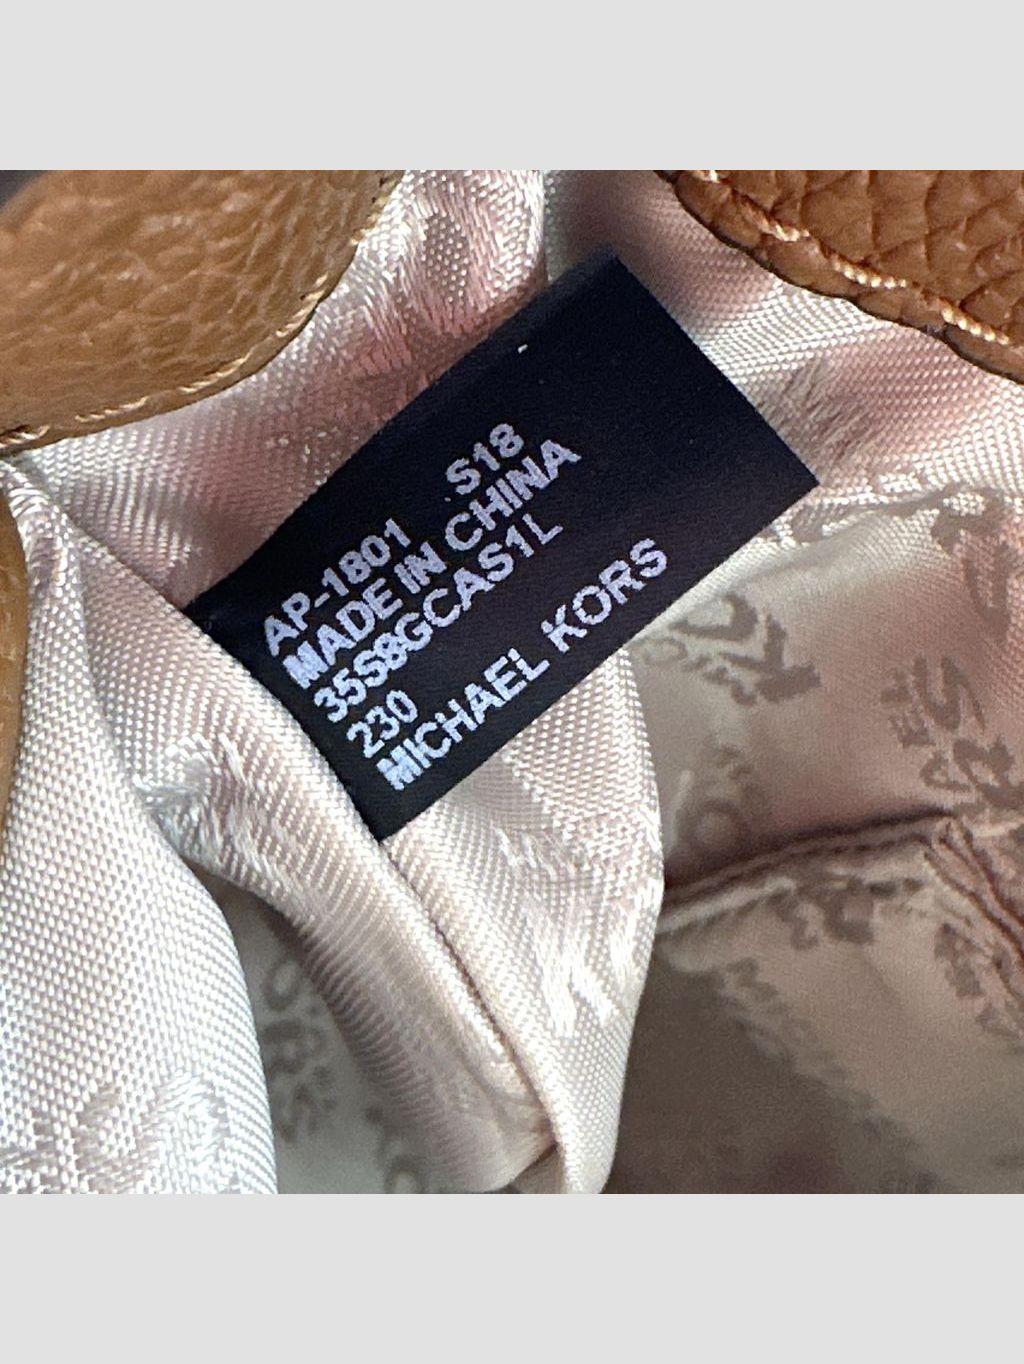 AP-1801 S18
MADE IN CHINA
35S8GCAS1L
230
MICHAEL KORS